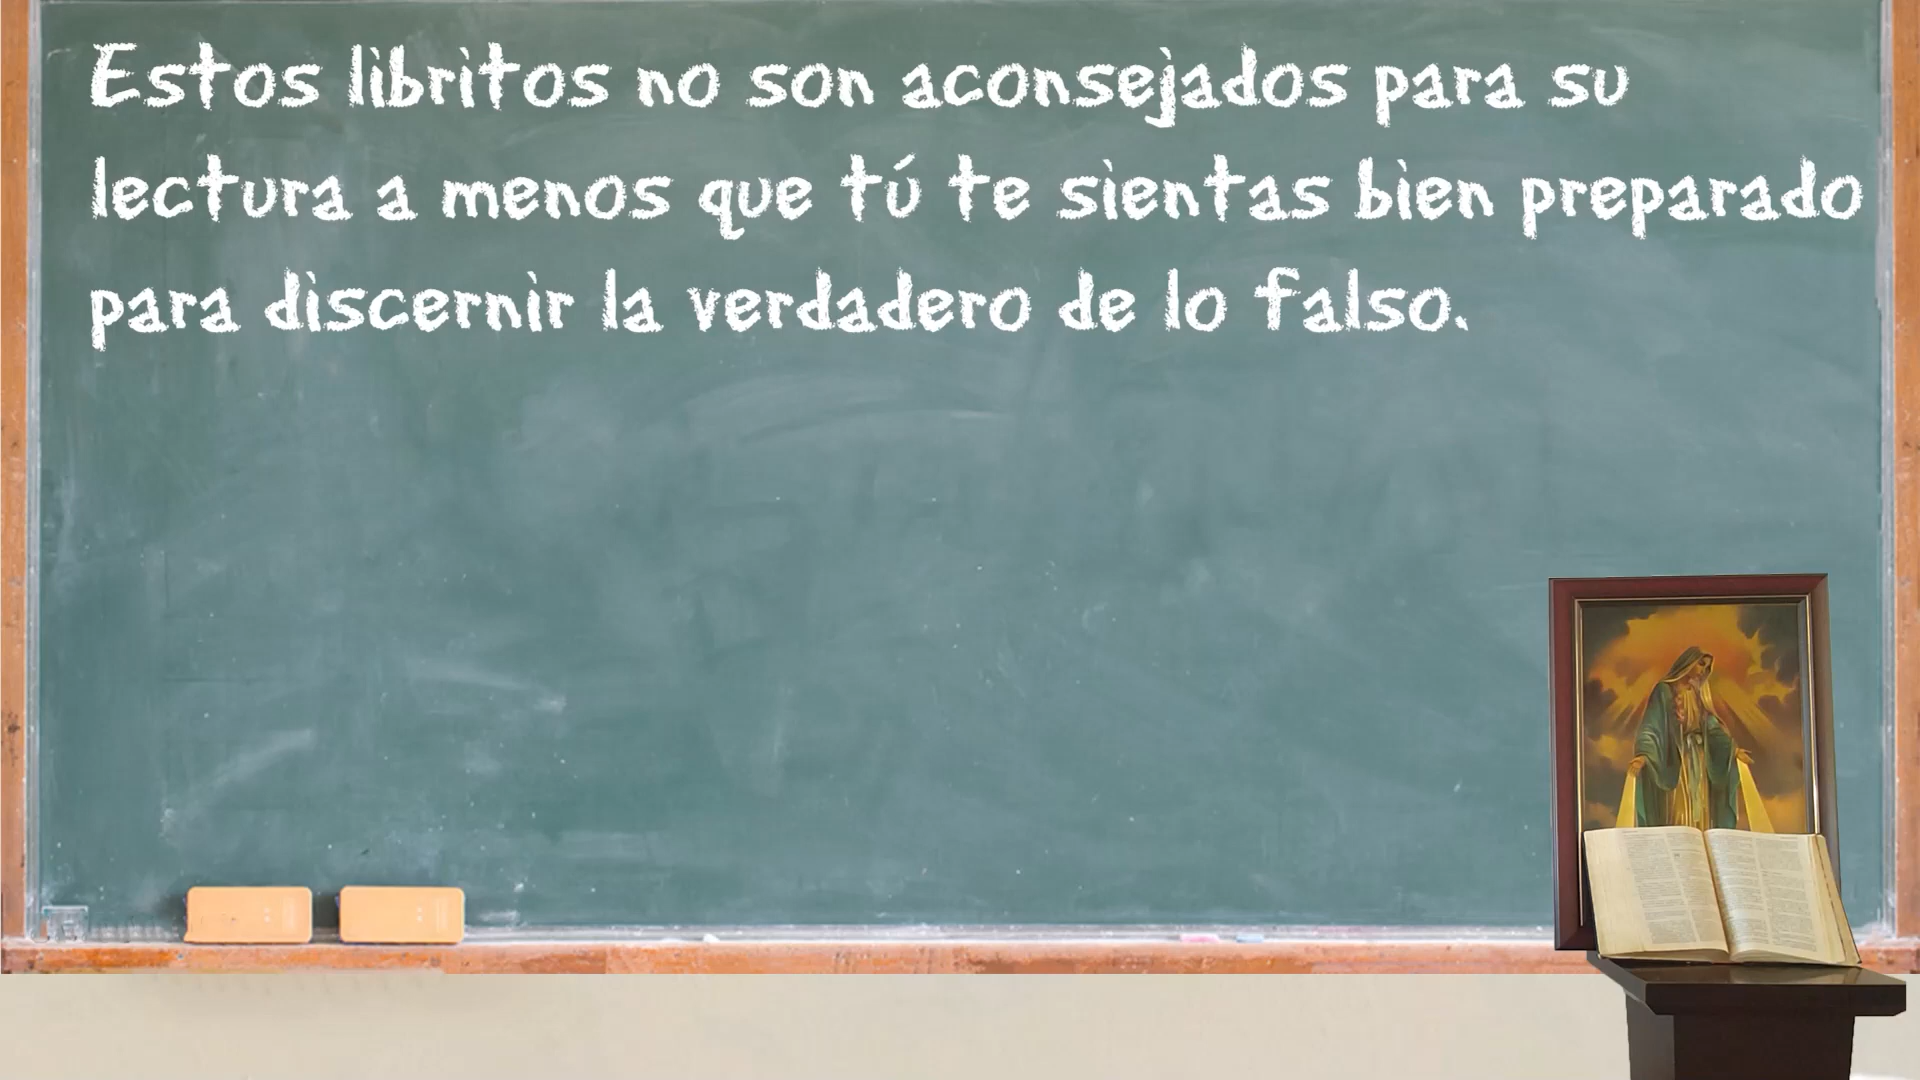 Estos libritos no son aconsejados para su
lectura a menos que tú te sientas bien preparado
para discernir la verdadero de lo falso.